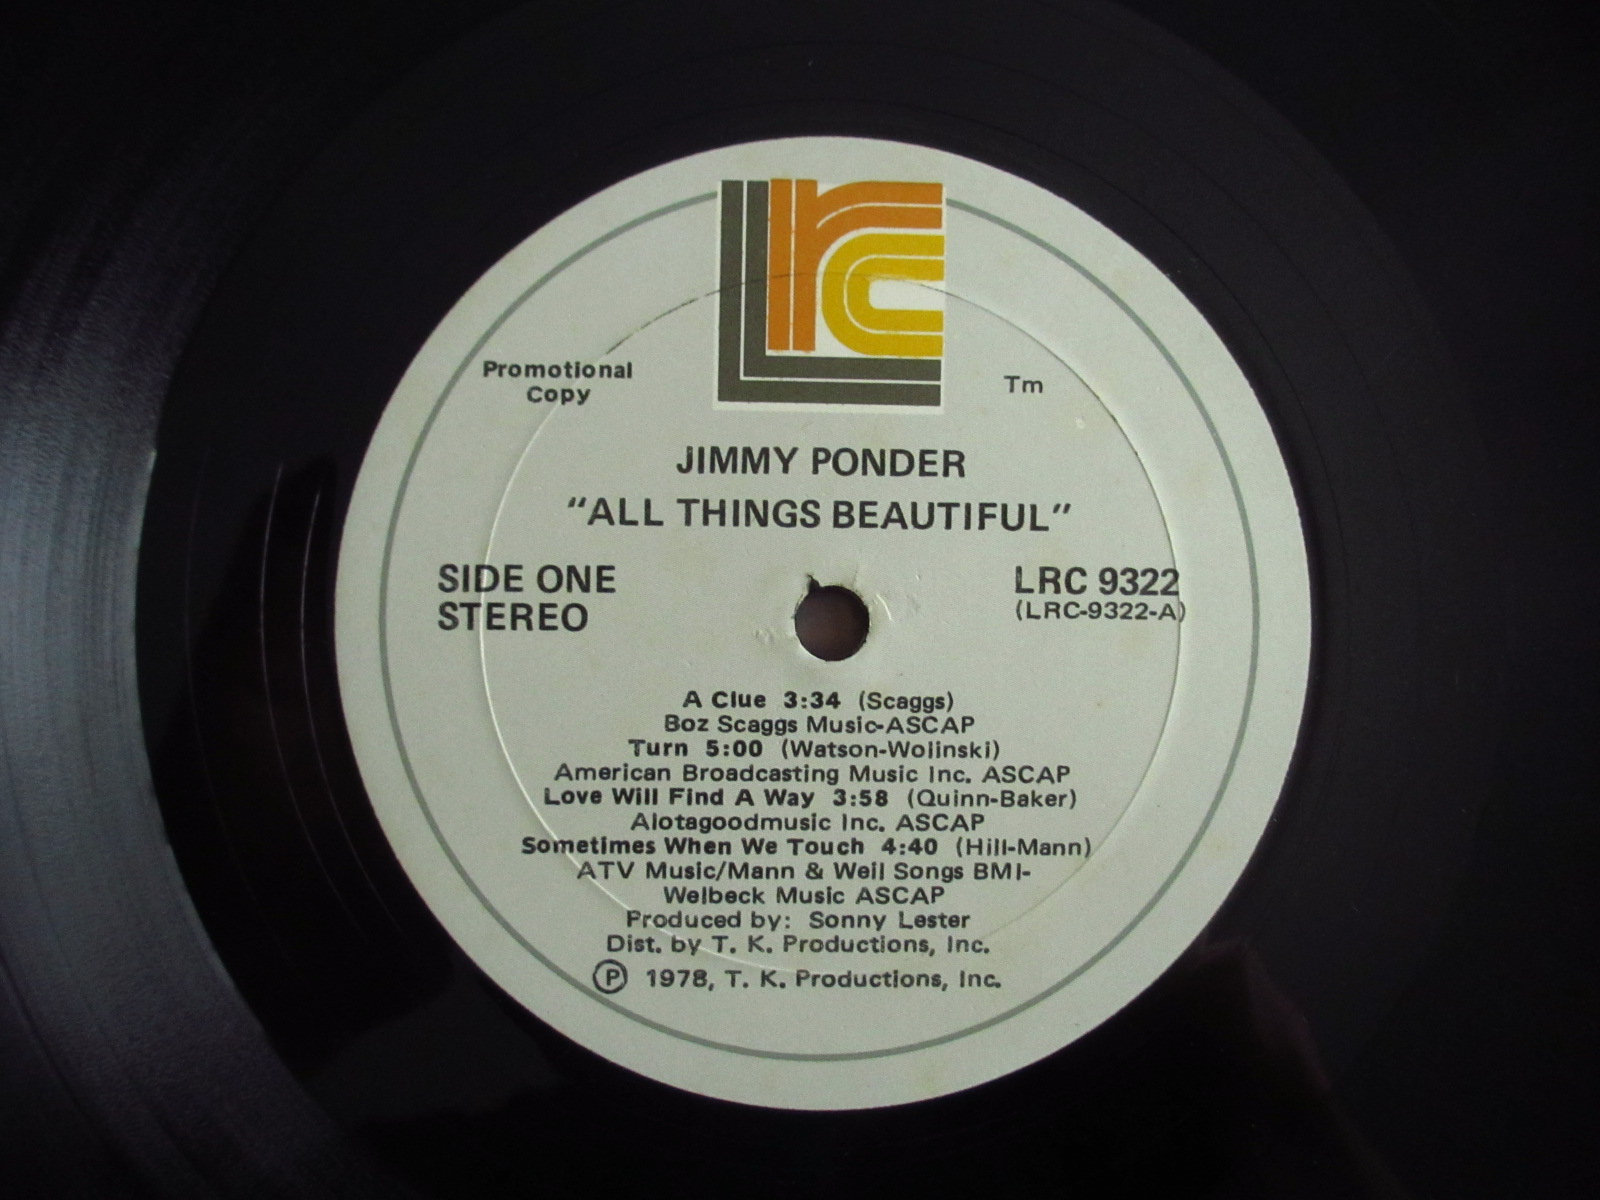 lrc
Promotional
Copy
Tm
JIMMY PONDER
"ALL THINGS BEAUTIFUL"
SIDE ONE
STEREO
LRC 9322
(LRC-9322-A)
A Clue 3:34 (Scaggs)
Boz Scaggs Music-ASCAP
Turn 5:00 (Watson-Wolinski)
American Broadcasting Music Inc. ASCAP
Love Will Find A Way 3:58 (Quinn-Baker)
Alotagoodmusic Inc. ASCAP
Sometimes When We Touch 4:40 (Hill-Mann)
ATV Music/Mann & Weil Songs BMI-
Welbeck Music ASCAP
Produced by: Sonny Lester
Dist. by T. K. Productions, Inc.
Ⓟ 1978, T. K. Productions, Inc.